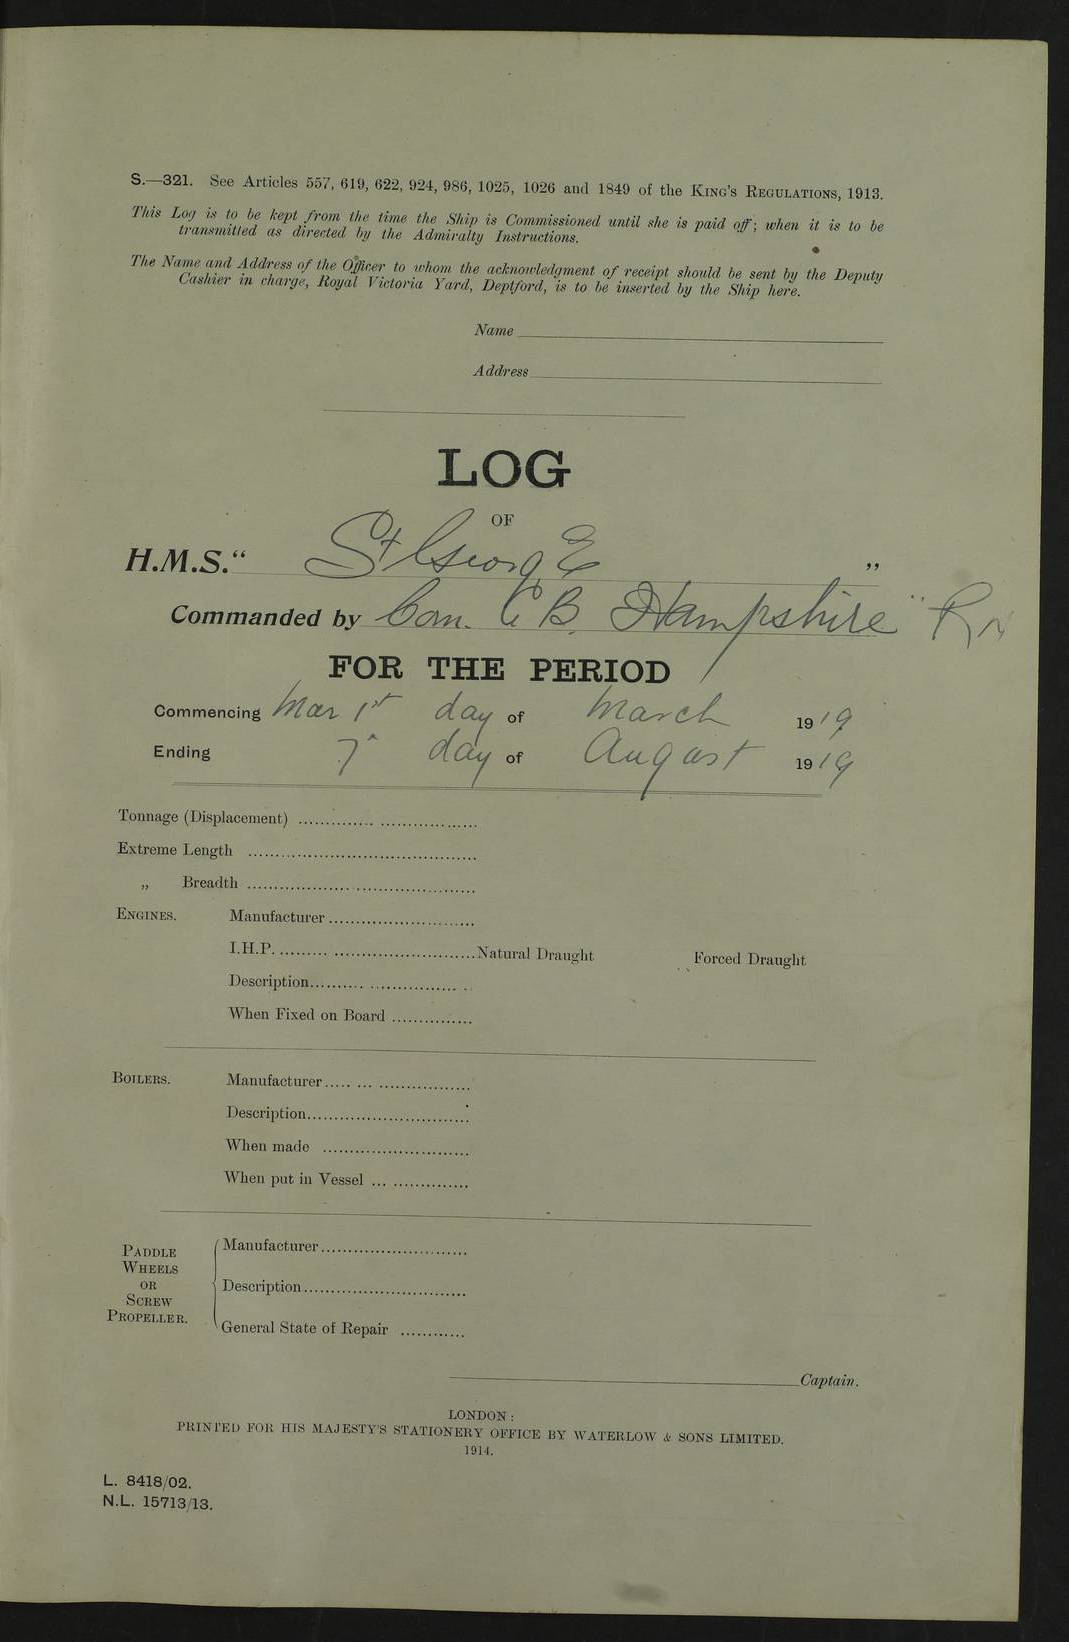 S.—321. See Articles 557, 619, 622, 924, 986, 1025, 1026 and 1849 of the KING'S REGULATIONS, 1913.
This Log is to be kept from the time the Ship is Commissioned until she is paid off; when it is to be
transmitted as directed by the Admiralty Instructions.
The Name and Address of the Officer to whom the acknowledgment of receipt should be sent by the Deputy
Cashier in charge, Royal Victoria Yard, Deptford, is to be inserted by the Ship here.
Name
Address
LOG
OF
H.M.S. “ St George ”
Commanded by Com. C B. Hampshire RN
FOR THE PERIOD
Commencing Mar 1st day of March 1919
Ending 7 day of August 1919
Tonnage (Displacement)
Extreme Length
„ Breadth
ENGINES. Manufacturer
I.H.P. Natural Draught Forced Draught
Description
When Fixed on Board
BOILERS. Manufacturer
Description
When made
When put in Vessel
PADDLE WHEELS OR SCREW PROPELLER.
Manufacturer
Description
General State of Repair
Captain.
LONDON:
PRINTED FOR HIS MAJESTY'S STATIONERY OFFICE BY WATERLOW & SONS LIMITED.
1914.
L. 8418/02.
N.L. 15713/13.